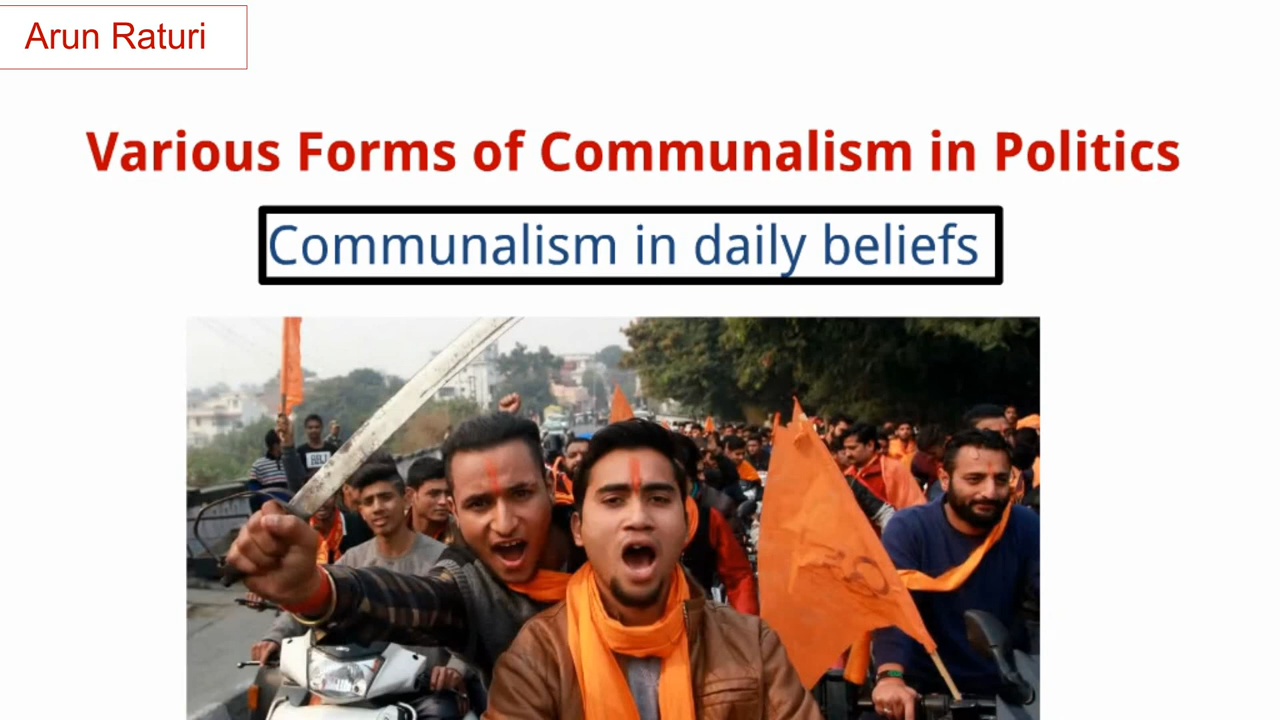 Arun Raturi
Various Forms of Communalism in Politics
Communalism in daily beliefs